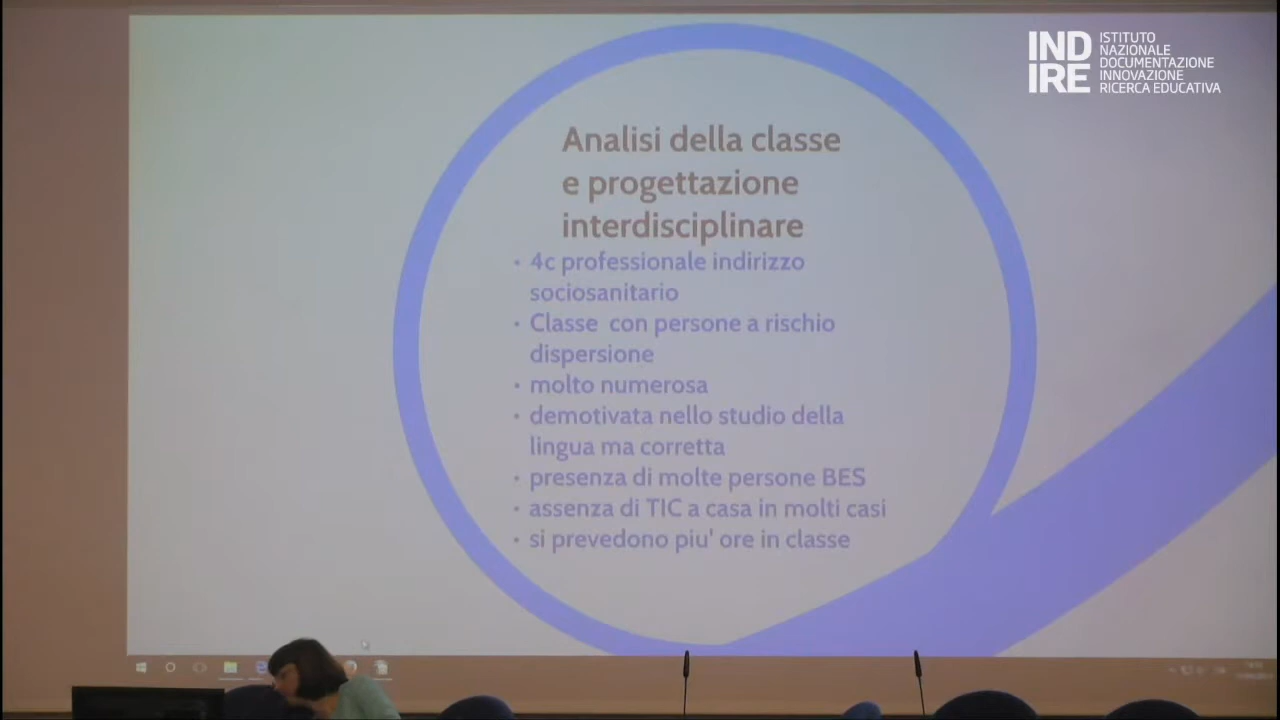 IND
IRE
ISTITUTO
NAZIONALE
DOCUMENTAZIONE
INNOVAZIONE
RICERCA EDUCATIVA
Analisi della classe
e progettazione
interdisciplinare
• 4c professionale indirizzo
sociosanitario
• Classe con persone a rischio
dispersione
• molto numerosa
• demotivata nello studio della
lingua ma corretta
• presenza di molte persone BES
• assenza di TIC a casa in molti casi
• si prevedono piu' ore in classe